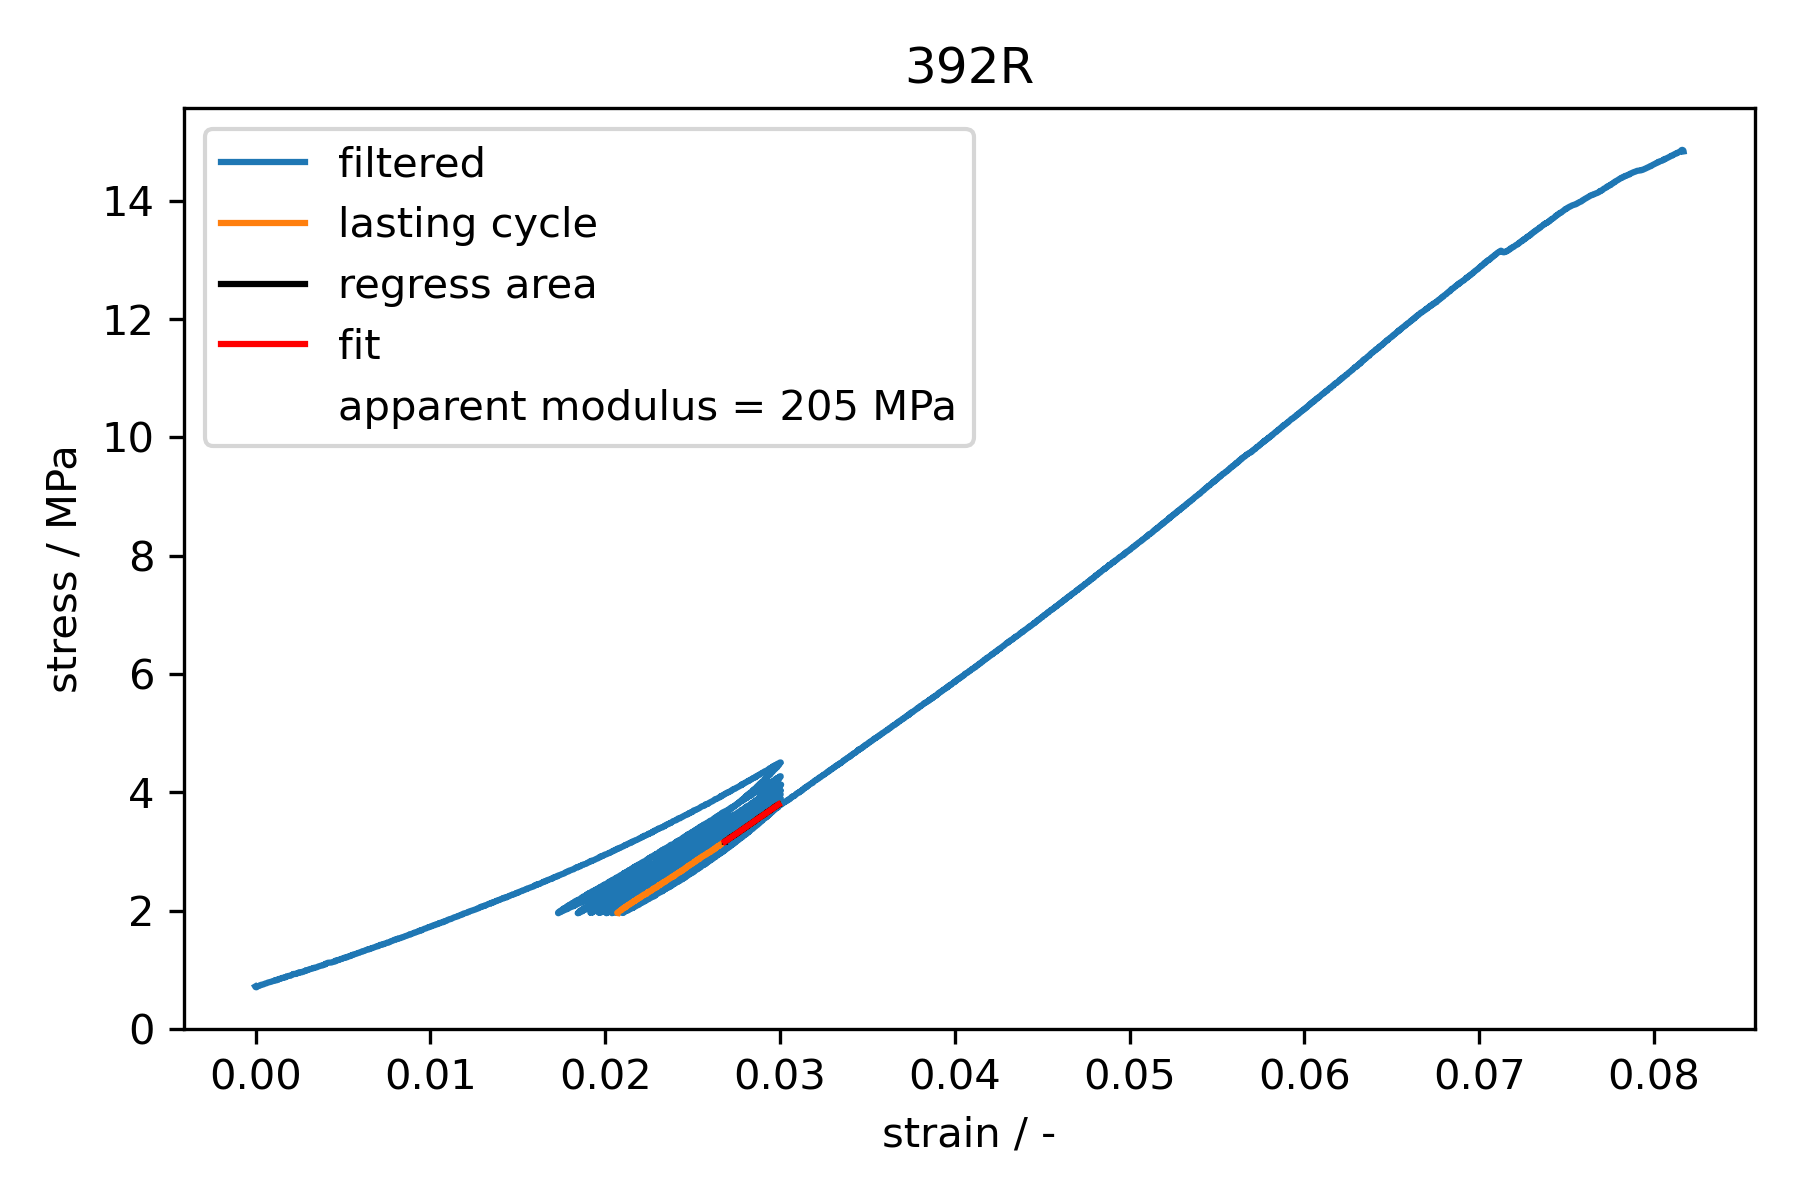 392R
filtered
lasting cycle
regress area
fit
apparent modulus = 205 MPa
stress / MPa
14
12
10
8
6
4
2
0
0.00 0.01 0.02 0.03 0.04 0.05 0.06 0.07 0.08
strain / -